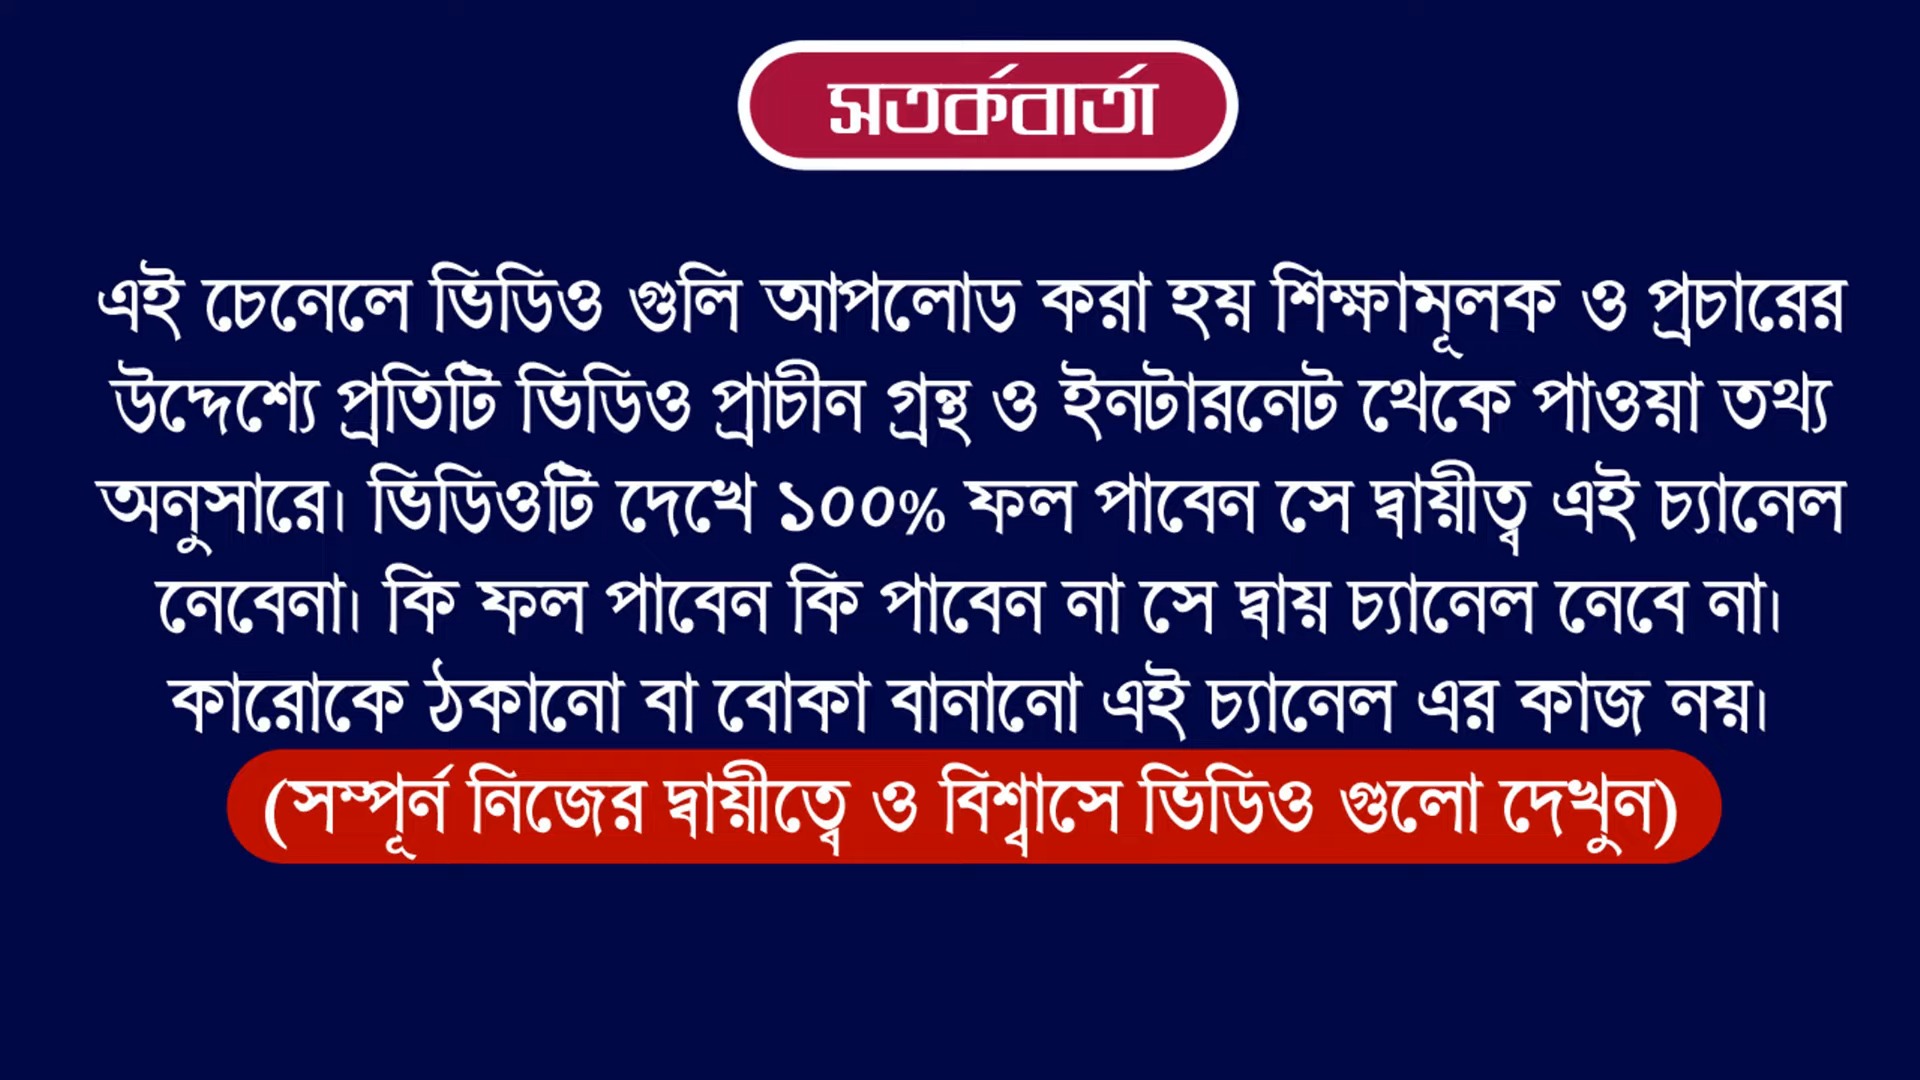 সতর্কবার্তা
এই চেনেলে ভিডিও গুলি আপলোড করা হয় শিক্ষামূলক ও প্রচারের
উদ্দেশ্যে প্রতিটি ভিডিও প্রাচীন গ্রন্থ ও ইনটারনেট থেকে পাওয়া তথ্য
অনুসারে। ভিডিওটি দেখে ১০০% ফল পাবেন সে দ্বায়ীত্ব এই চ্যানেল
নেবেনা। কি ফল পাবেন কি পাবেন না সে দ্বায় চ্যানেল নেবে না।
কারোকে ঠকানো বা বোকা বানানো এই চ্যানেল এর কাজ নয়।
(সম্পূর্ন নিজের দ্বায়ীত্বে ও বিশ্বাসে ভিডিও গুলো দেখুন)